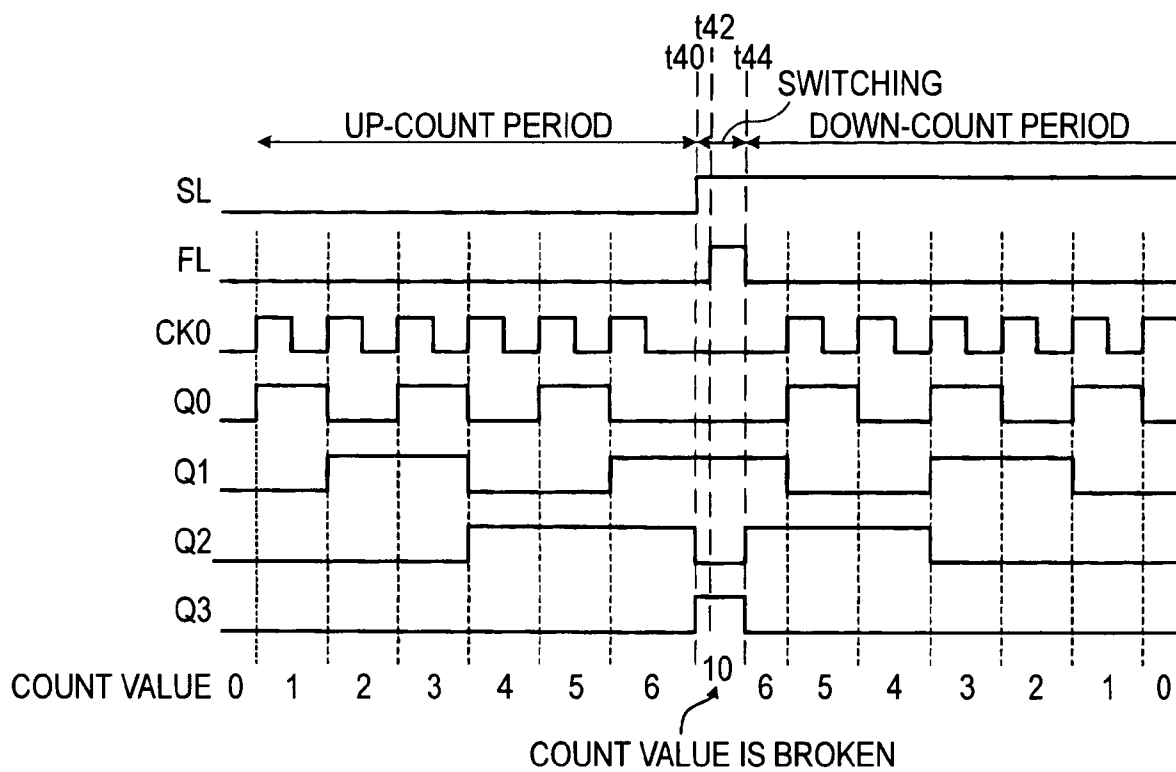 t42
t40 t44
SWITCHING
UP-COUNT PERIOD DOWN-COUNT PERIOD
SL
FL
CK0
Q0
Q1
Q2
Q3
COUNT VALUE 0 1 2 3 4 5 6 10 6 5 4 3 2 1 0
COUNT VALUE IS BROKEN